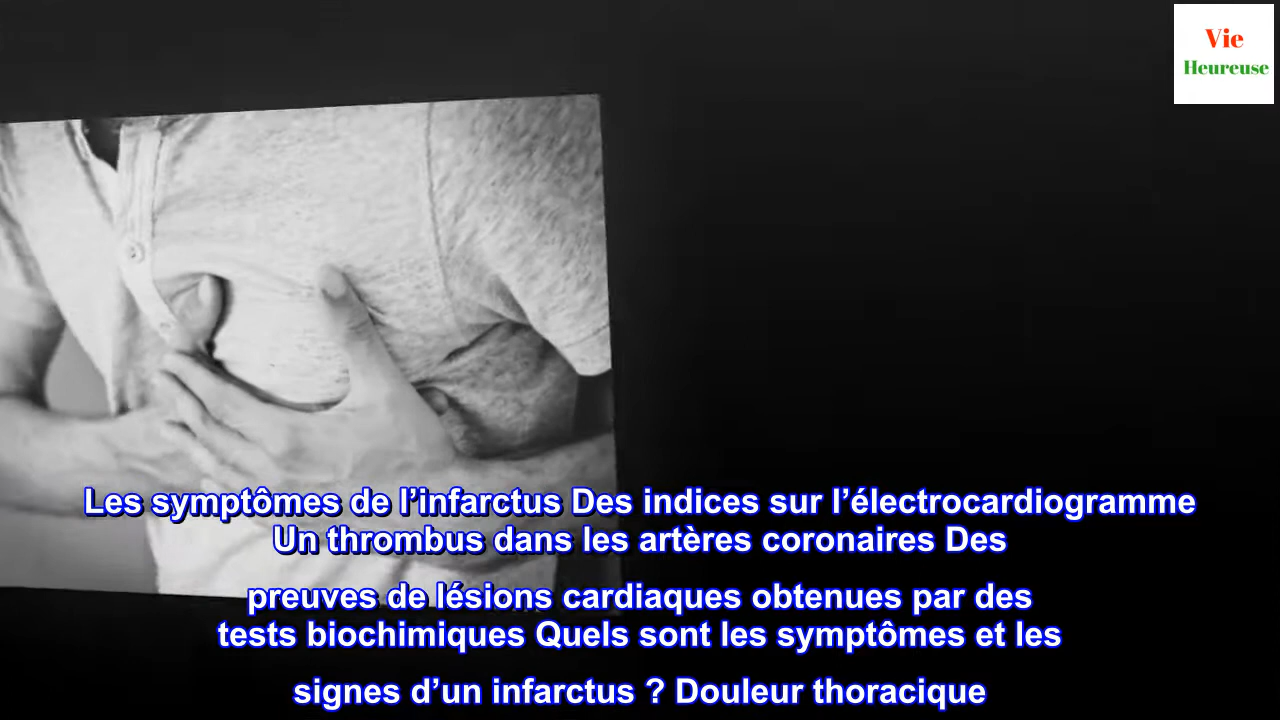 Vie
Heureuse
Les symptômes de l’infarctus Des indices sur l’électrocardiogramme
Un thrombus dans les artères coronaires Des
preuves de lésions cardiaques obtenues par des
tests biochimiques Quels sont les symptômes et les
signes d’un infarctus ? Douleur thoracique